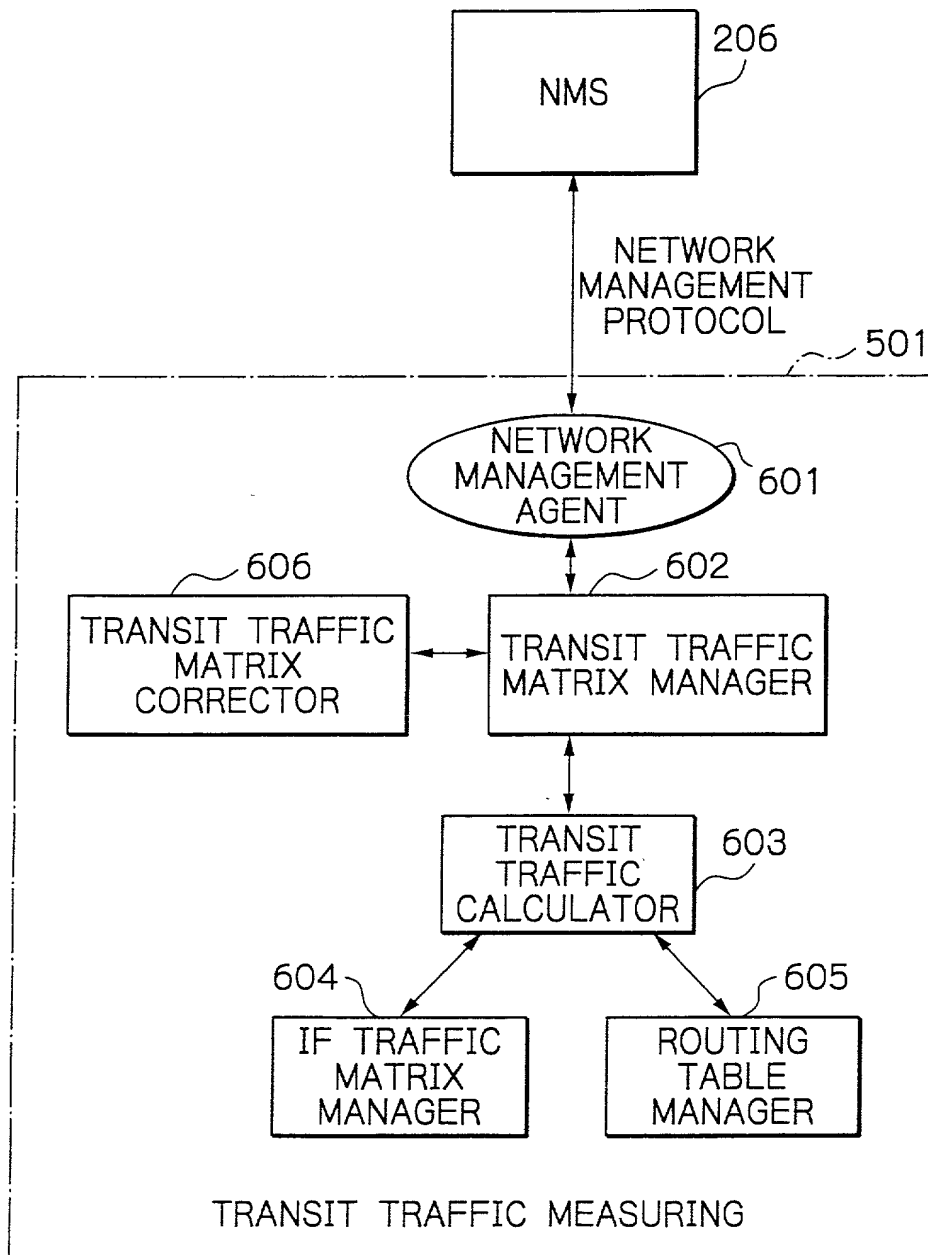 206
NMS
NETWORK
MANAGEMENT
PROTOCOL
501
NETWORK
MANAGEMENT
AGENT
601
606
602
TRANSIT TRAFFIC
MATRIX
CORRECTOR
TRANSIT TRAFFIC
MATRIX MANAGER
TRANSIT
TRAFFIC
CALCULATOR
603
604
605
IF TRAFFIC
MATRIX
MANAGER
ROUTING
TABLE
MANAGER
TRANSIT TRAFFIC MEASURING